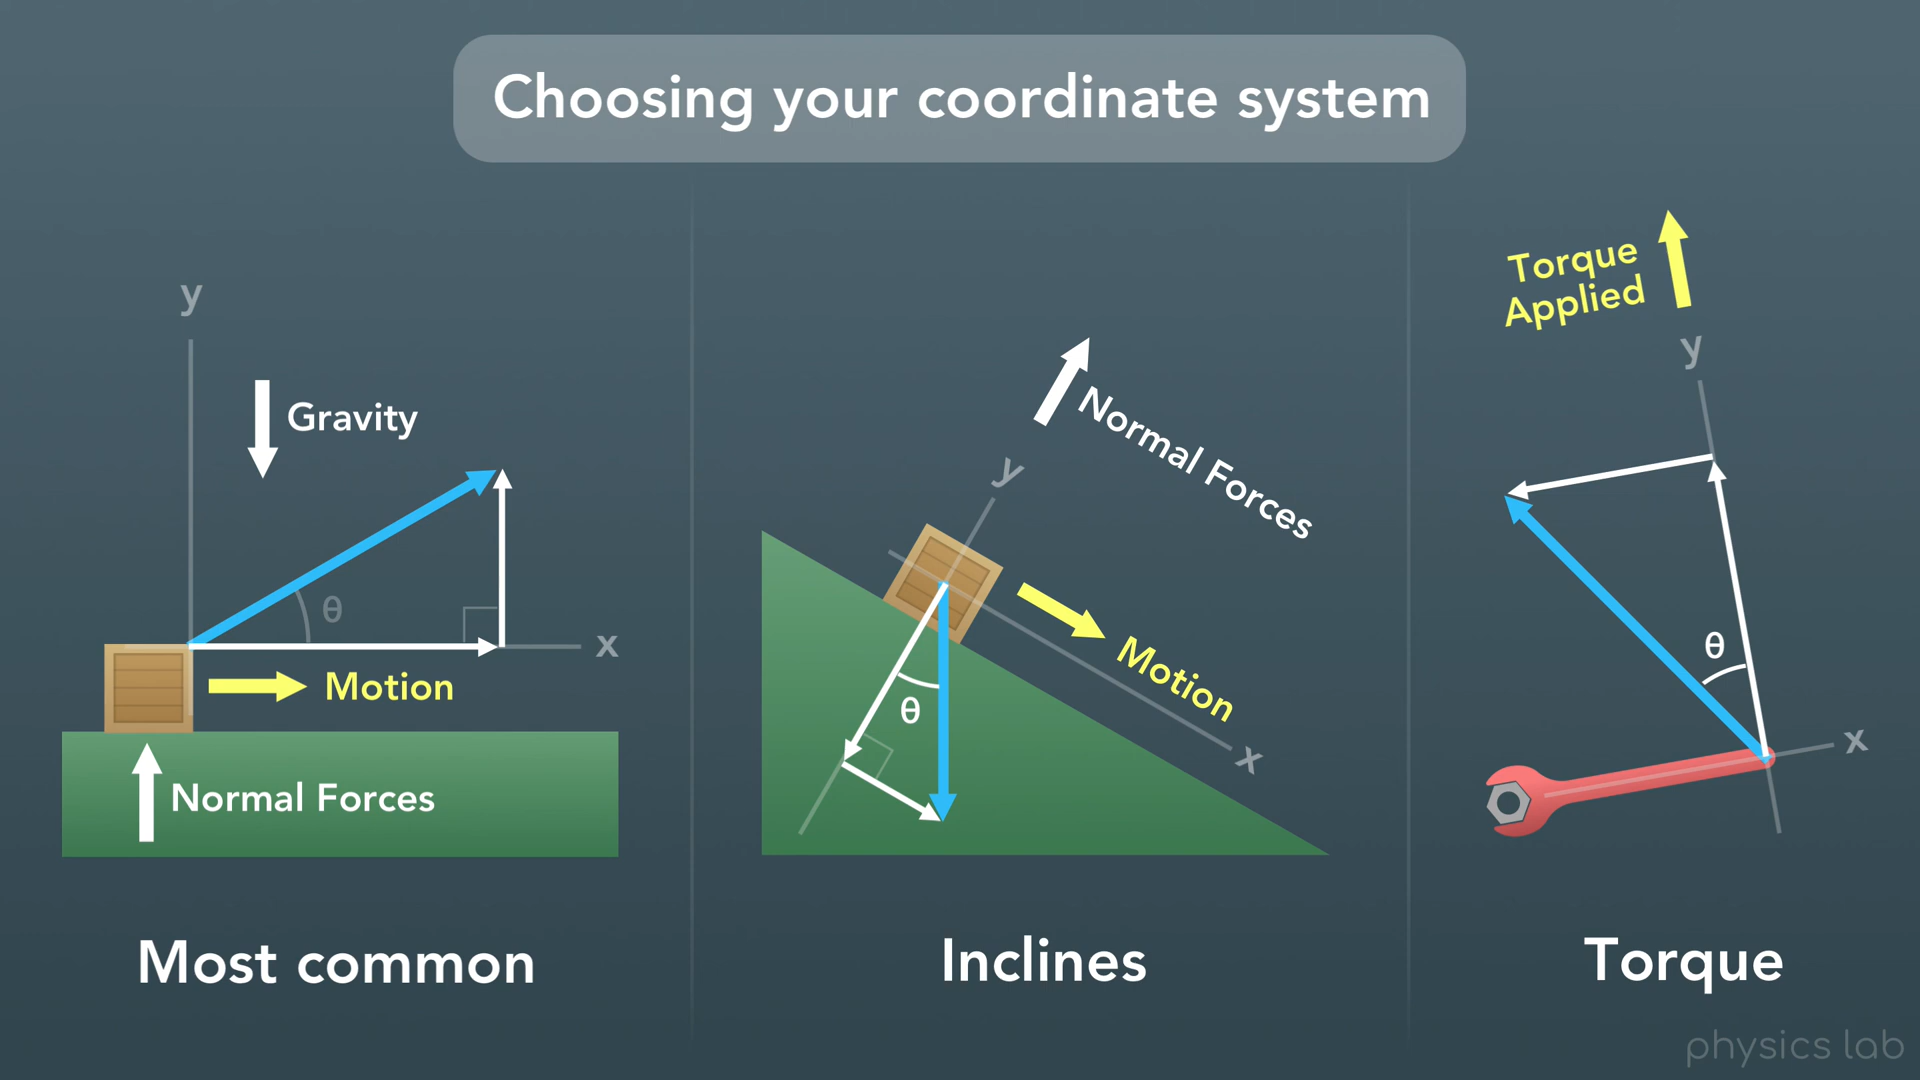 Choosing your coordinate system
y
Gravity
θ
x
Motion
Normal Forces
Most common
Normal Forces
y
Motion
θ
x
Inclines
Torque
Applied
y
θ
x
Torque
physics lab